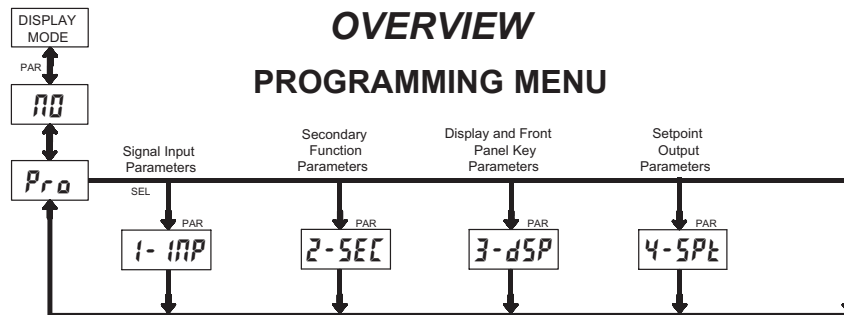 OVERVIEW
PROGRAMMING MENU
DISPLAY
MODE
PAR
NO
Pro
SEL
Signal Input
Parameters
PAR
1-INP
Secondary
Function
Parameters
PAR
2-SEC
Display and Front
Panel Key
Parameters
PAR
3-dSP
Setpoint
Output
Parameters
PAR
4-SPt